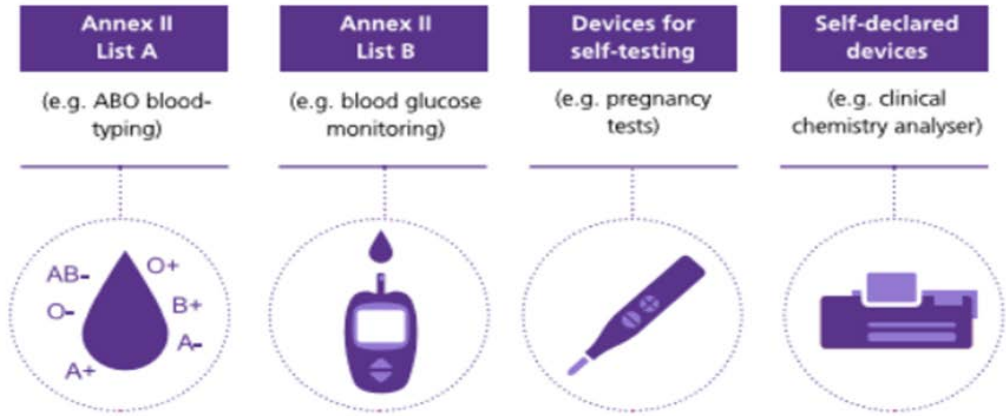 Annex II
List A
(e.g. ABO blood-
typing)
AB-
O+
O-
B+
A-
A+
Annex II
List B
(e.g. blood glucose
monitoring)
Devices for
self-testing
(e.g. pregnancy
tests)
Self-declared
devices
(e.g. clinical
chemistry analyser)